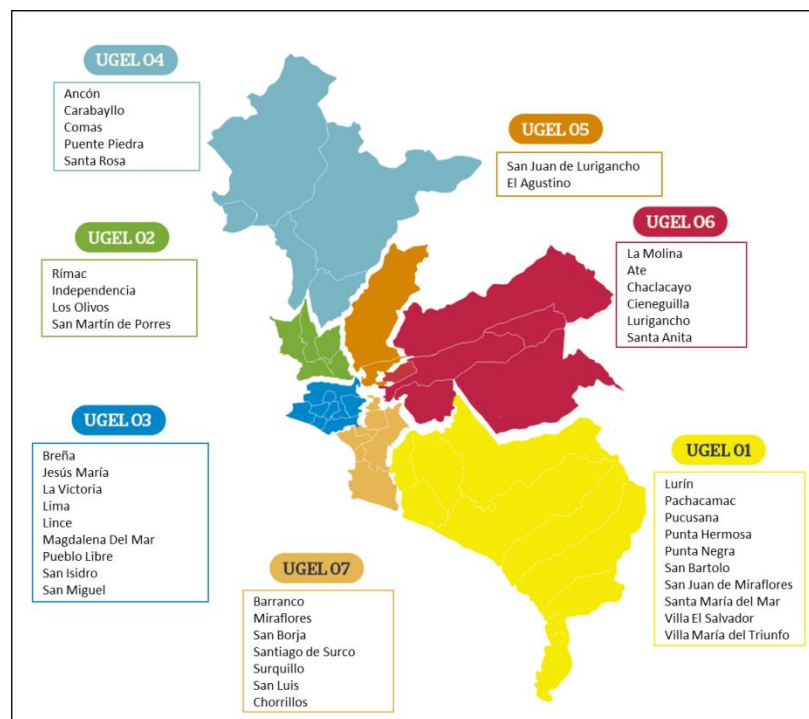 UGEL 04
Ancón
Carabayllo
Comas
Puente Piedra
Santa Rosa
UGEL 05
San Juan de Lurigancho
El Agustino
UGEL 02
Rímac
Independencia
Los Olivos
San Martín de Porres
UGEL 06
La Molina
Ate
Chaclacayo
Cieneguilla
Lurigancho
Santa Anita
UGEL 03
Breña
Jesús María
La Victoria
Lima
Lince
Magdalena Del Mar
Pueblo Libre
San Isidro
San Miguel
UGEL 01
Lurín
Pachacamac
Pucusana
Punta Hermosa
Punta Negra
San Bartolo
San Juan de Miraflores
Santa María del Mar
Villa El Salvador
Villa María del Triunfo
UGEL 07
Barranco
Miraflores
San Borja
Santiago de Surco
Surquillo
San Luis
Chorrillos